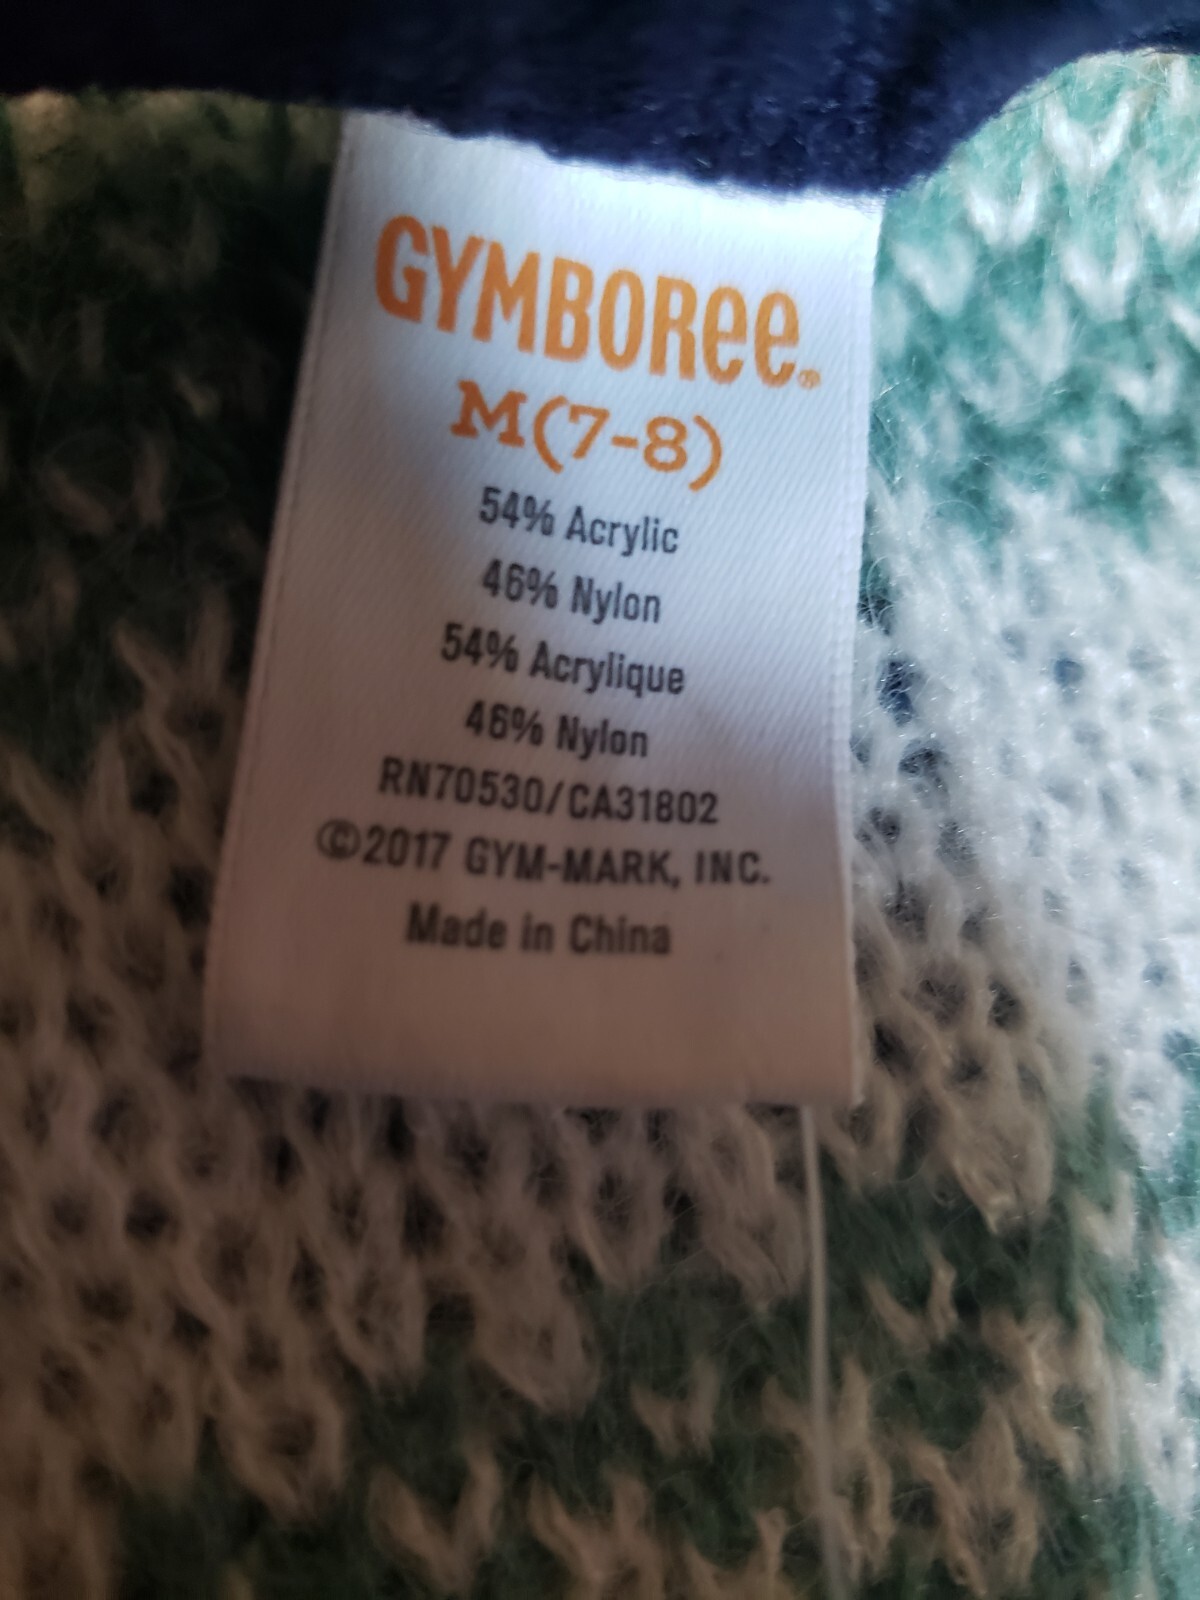 GYMBOREE®
M(7-8)
54% Acrylic
46% Nylon
54% Acrylique
46% Nylon
RN70530/CA31802
©2017 GYM-MARK, INC.
Made in China